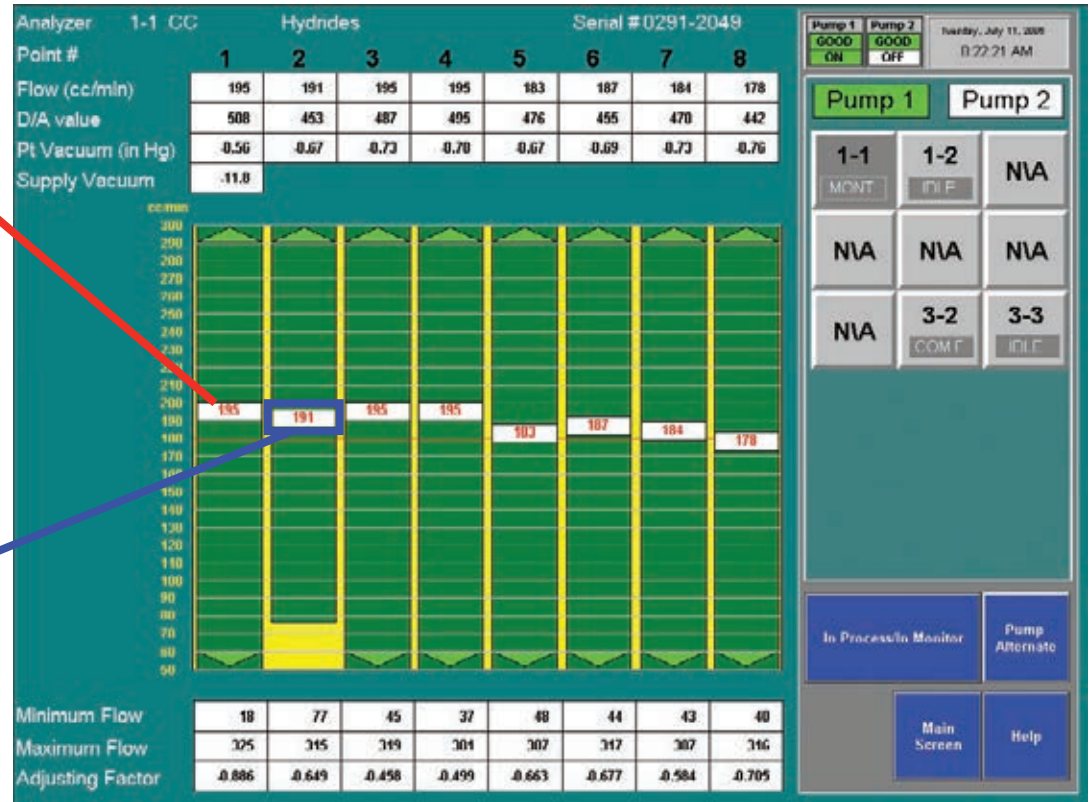 Analyzer 1-1 CC Hydrides Serial #0291-2049
Point # 1 2 3 4 5 6 7 8
Flow (cc/min) 195 191 195 195 183 187 184 178
D/A value 508 453 487 495 476 455 470 442
Pt Vacuum (in Hg) -0.56 -0.67 -0.73 -0.70 -0.67 -0.69 -0.73 -0.76
Supply Vacuum -11.8
cc/min
300
290
280
270
260
250
240
230
220
210
200
190
180
170
160
150
140
130
120
110
100
90
80
70
60
50
195 191 195 195 183 187 184 178
Minimum Flow 18 77 45 37 48 44 43 40
Maximum Flow 325 315 319 301 307 317 307 316
Adjusting Factor -0.886 -0.649 -0.458 -0.499 -0.663 -0.677 -0.584 -0.705
Pump 1 Pump 2
GOOD GOOD
ON OFF
Tuesday, July 11, 2006
8:22:21 AM
Pump 1 Pump 2
1-1 1-2 N\A
MONT IDLE
N\A N\A N\A
N\A 3-2 3-3
COM F IDLE
In Process/In Monitor
Pump
Alternate
Main
Screen
Help